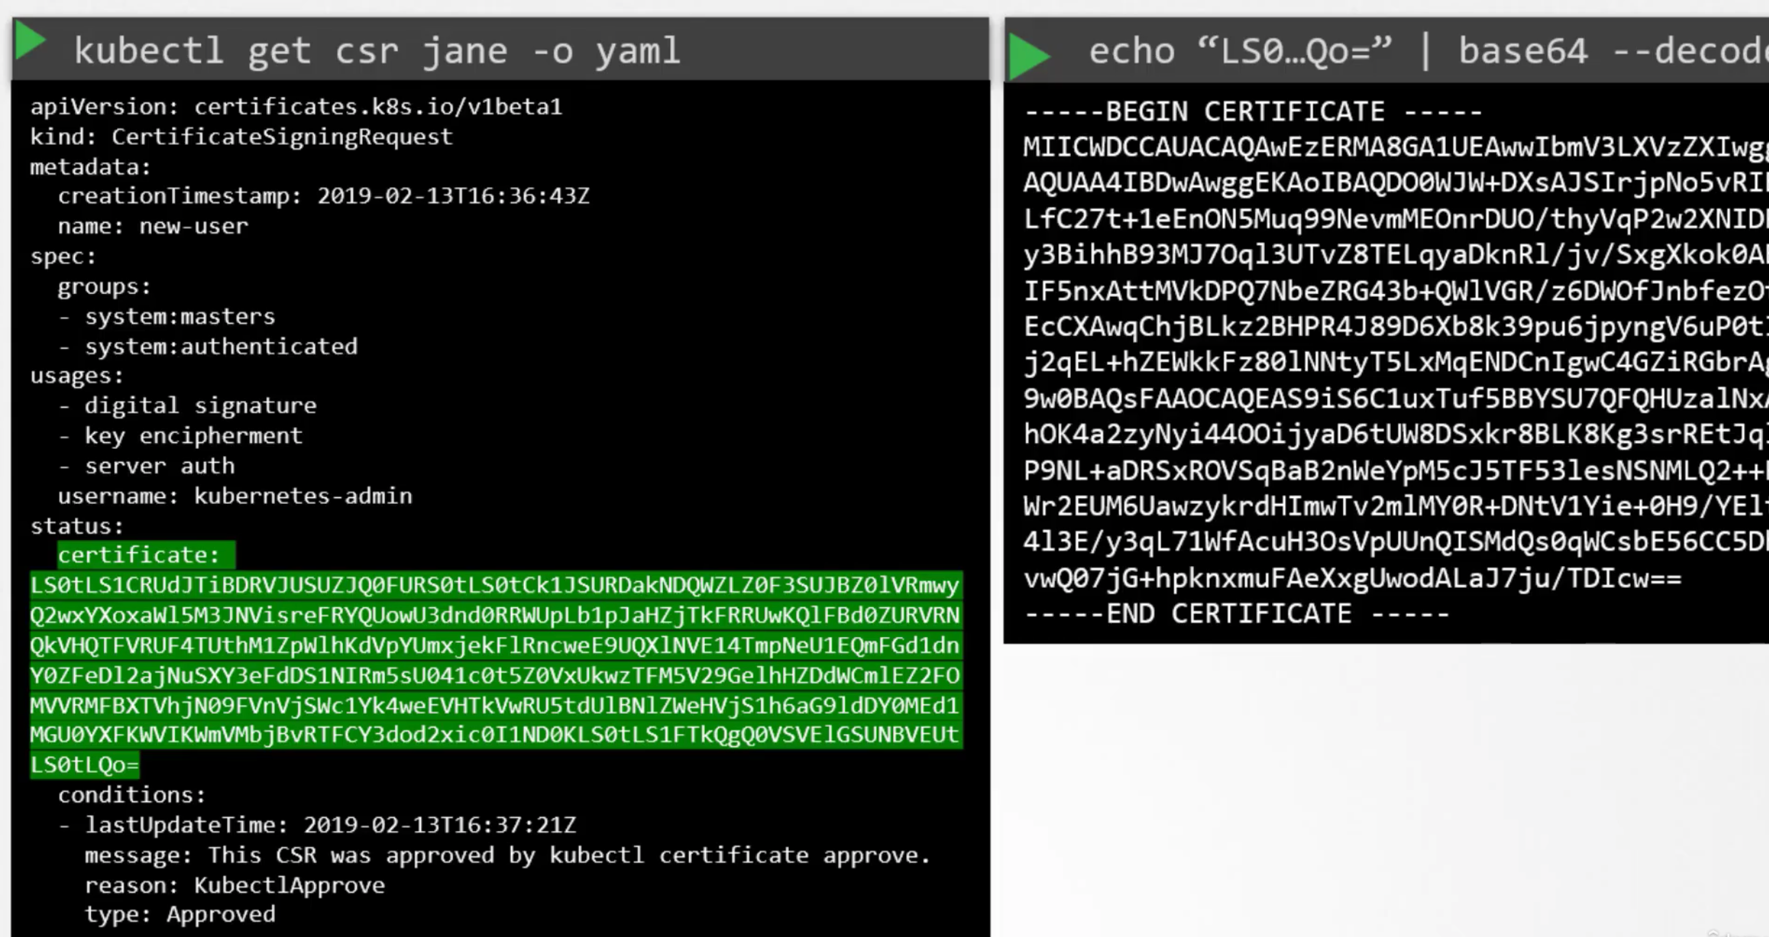 kubectl get csr jane -o yaml
apiVersion: certificates.k8s.io/v1beta1
kind: CertificateSigningRequest
metadata:
  creationTimestamp: 2019-02-13T16:36:43Z
  name: new-user
spec:
  groups:
  - system:masters
  - system:authenticated
usages:
  - digital signature
  - key encipherment
  - server auth
  username: kubernetes-admin
status:
  certificate:
LS0tLS1CRUdJTiBDRVJUSUZJQ0FURS0tLS0tCk1JSURDakNDQWZLZ0F3SUJBZ0lVRmwy
Q2wxYXoxaWl5M3JNVisreFRYQUowU3dnd0RRWUpLb1pJaHZjTkFRRUwKQlFBd0ZURVRN
QkVHQTFVRUF4TUthM1ZpWlhKdVpYUmxjekFlRncweE9UQXlNVE14TmpNeU1EQmFGd1dn
Y0ZFeDl2ajNuSXY3eFdDS1NIRm5sU041c0t5Z0VxUkwzTFM5V29GelhHZDdWCmlEZ2FO
MVVRMFBXTVhjN09FVnVjSWc1Yk4weEVHTkVwRU5tdUlBNlZWeHVjS1h6aG9ldDY0MEd1
MGU0YXFKWVIKWmVMbjBvRTFCY3dod2xic0I1ND0KLS0tLS1FTkQgQ0VSVElGSUNBVEUt
LS0tLQo=
  conditions:
  - lastUpdateTime: 2019-02-13T16:37:21Z
    message: This CSR was approved by kubectl certificate approve.
    reason: KubectlApprove
    type: Approved
echo “LS0…Qo=” | base64 --decode
-----BEGIN CERTIFICATE -----
MIICWDCCAUACAQAwEzERMA8GA1UEAwwIbmV3LXVzZXIwgg
AQUAA4IBDwAwggEKAoIBAQDO0WJW+DXsAJSIrjpNo5vRI
LfC27t+1eEnON5Muq99NevmMEOnrDUO/thyVqP2w2XNID
y3BihhB93MJ7Oql3UTvZ8TELqyaDknRl/jv/SxgXkok0A
IF5nxAttMVkDPQ7NbeZRG43b+QWlVGR/z6DWOfJnbfezO
EcCXAwqChjBLkz2BHPR4J89D6Xb8k39pu6jpyngV6uP0t
j2qEL+hZEWkkFz80lNNtyT5LxMqENDCnIgwC4GZiRGbrA
9w0BAQsFAAOCAQEAS9iS6C1uxTuf5BBYSU7QFQHUzalNx
hOK4a2zyNyi44OOijyaD6tUW8DSxkr8BLK8Kg3srREtJq
P9NL+aDRSxROVSqBaB2nWeYpM5cJ5TF53lesNSNMLQ2++
Wr2EUM6UawzykrdHImwTv2mlMY0R+DNtV1Yie+0H9/YEl
4l3E/y3qL71WfAcuH3OsVpUUnQISMdQs0qWCsbE56CC5D
vwQ07jG+hpknxmuFAeXxgUwodALaJ7ju/TDIcw==
-----END CERTIFICATE -----